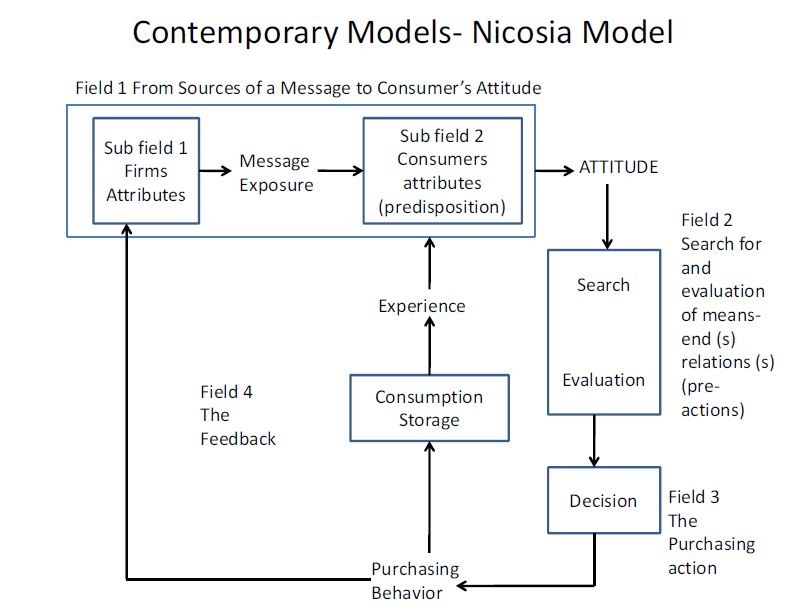 Contemporary Models- Nicosia Model
Field 1 From Sources of a Message to Consumer's Attitude
Sub field 1
Firms
Attributes
Message
Exposure
Sub field 2
Consumers
attributes
(predisposition)
ATTITUDE
Field 2
Search for
and
evaluation
of means-
end (s)
relations (s)
(pre-
actions)
Search
Evaluation
Experience
Field 4
The
Feedback
Consumption
Storage
Decision
Field 3
The
Purchasing
action
Purchasing
Behavior